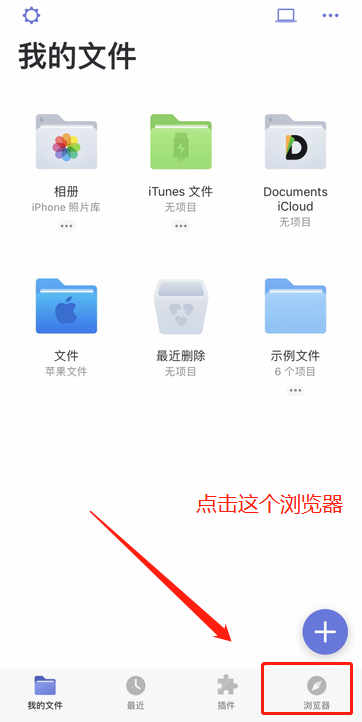 我的文件
相册
iPhone 照片库
iTunes 文件
无项目
Documents
iCloud
无项目
文件
苹果文件
最近删除
无项目
示例文件
6 个项目
点击这个浏览器
我的文件
最近
插件
浏览器